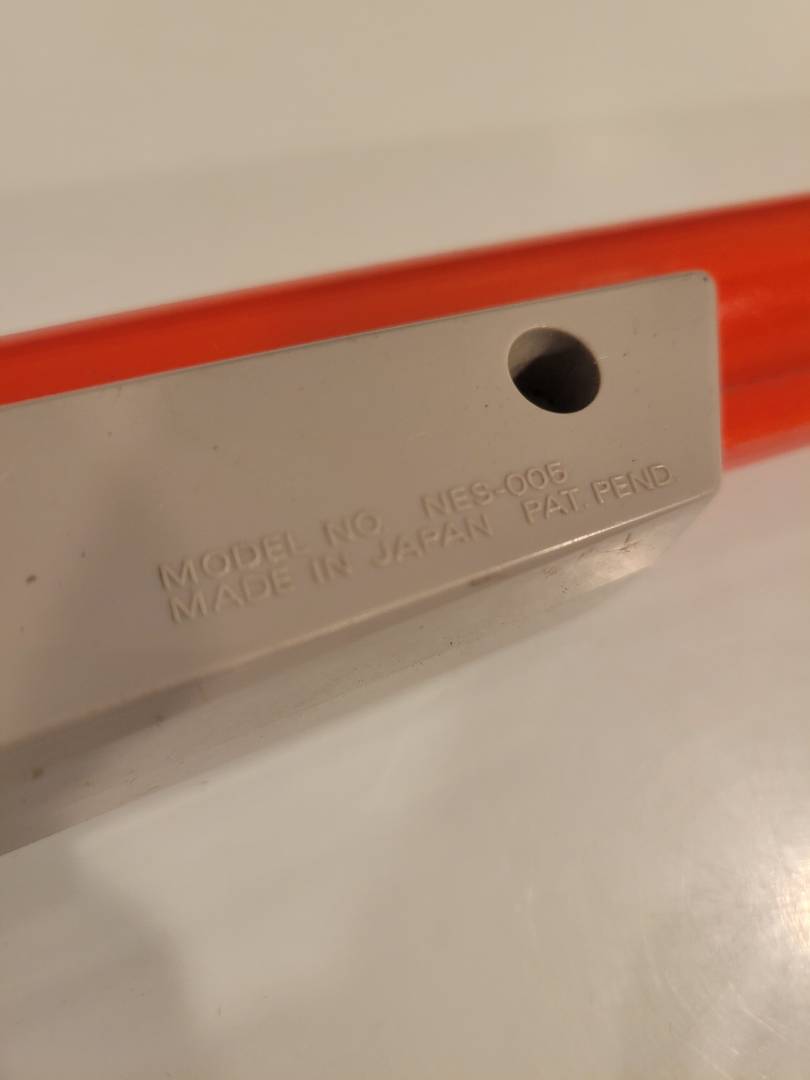 MODEL NO. NES-005
MADE IN JAPAN PAT. PEND.